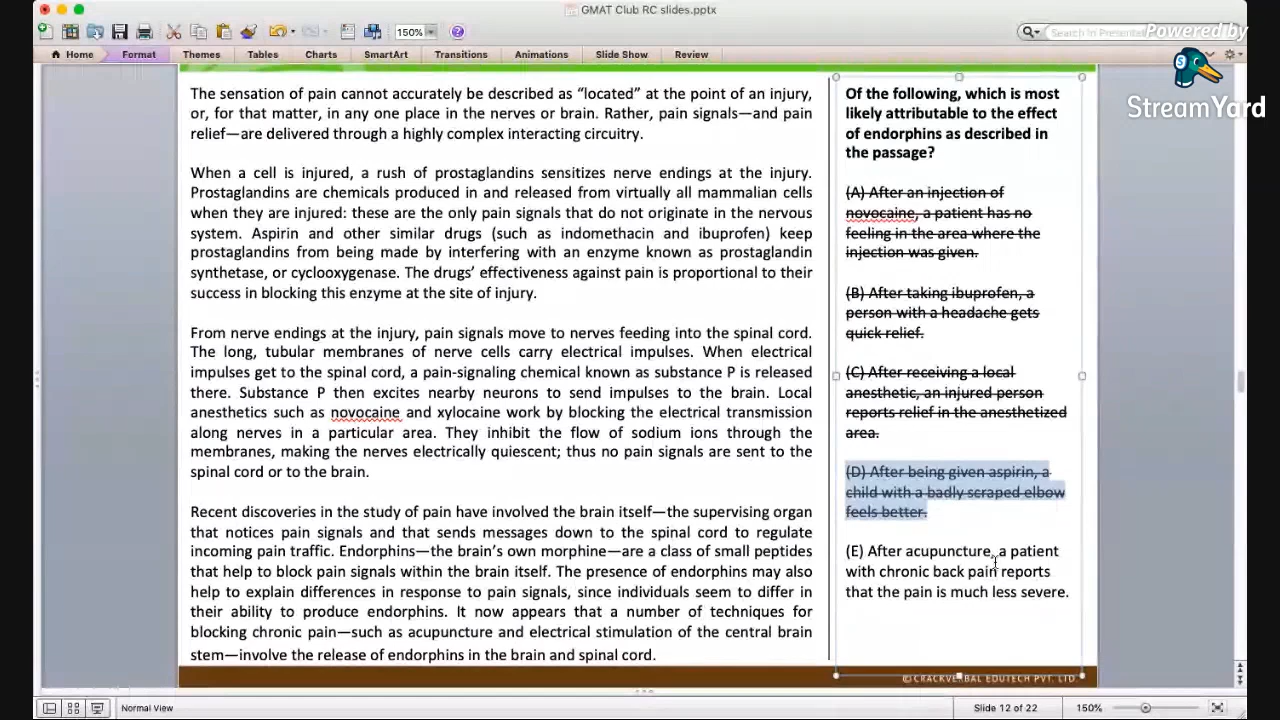 GMAT Club RC slides.pptx
150%
Search in Presentation
Powered by
Home Format Themes Tables Charts SmartArt Transitions Animations Slide Show Review
StreamYard
The sensation of pain cannot accurately be described as “located” at the point of an injury,
or, for that matter, in any one place in the nerves or brain. Rather, pain signals—and pain
relief—are delivered through a highly complex interacting circuitry.
When a cell is injured, a rush of prostaglandins sensitizes nerve endings at the injury.
Prostaglandins are chemicals produced in and released from virtually all mammalian cells
when they are injured: these are the only pain signals that do not originate in the nervous
system. Aspirin and other similar drugs (such as indomethacin and ibuprofen) keep
prostaglandins from being made by interfering with an enzyme known as prostaglandin
synthetase, or cyclooxygenase. The drugs’ effectiveness against pain is proportional to their
success in blocking this enzyme at the site of injury.
From nerve endings at the injury, pain signals move to nerves feeding into the spinal cord.
The long, tubular membranes of nerve cells carry electrical impulses. When electrical
impulses get to the spinal cord, a pain-signaling chemical known as substance P is released
there. Substance P then excites nearby neurons to send impulses to the brain. Local
anesthetics such as novocaine and xylocaine work by blocking the electrical transmission
along nerves in a particular area. They inhibit the flow of sodium ions through the
membranes, making the nerves electrically quiescent; thus no pain signals are sent to the
spinal cord or to the brain.
Recent discoveries in the study of pain have involved the brain itself—the supervising organ
that notices pain signals and that sends messages down to the spinal cord to regulate
incoming pain traffic. Endorphins—the brain’s own morphine—are a class of small peptides
that help to block pain signals within the brain itself. The presence of endorphins may also
help to explain differences in response to pain signals, since individuals seem to differ in
their ability to produce endorphins. It now appears that a number of techniques for
blocking chronic pain—such as acupuncture and electrical stimulation of the central brain
stem—involve the release of endorphins in the brain and spinal cord.
Of the following, which is most
likely attributable to the effect
of endorphins as described in
the passage?
(A) After an injection of
novocaine, a patient has no
feeling in the area where the
injection was given.
(B) After taking ibuprofen, a
person with a headache gets
quick relief.
(C) After receiving a local
anesthetic, an injured person
reports relief in the anesthetized
area.
(D) After being given aspirin, a
child with a badly scraped elbow
feels better.
(E) After acupuncture, a patient
with chronic back pain reports
that the pain is much less severe.
© CRACKVERBAL EDUTECH PVT. LTD
Normal View
Slide 12 of 22
150%